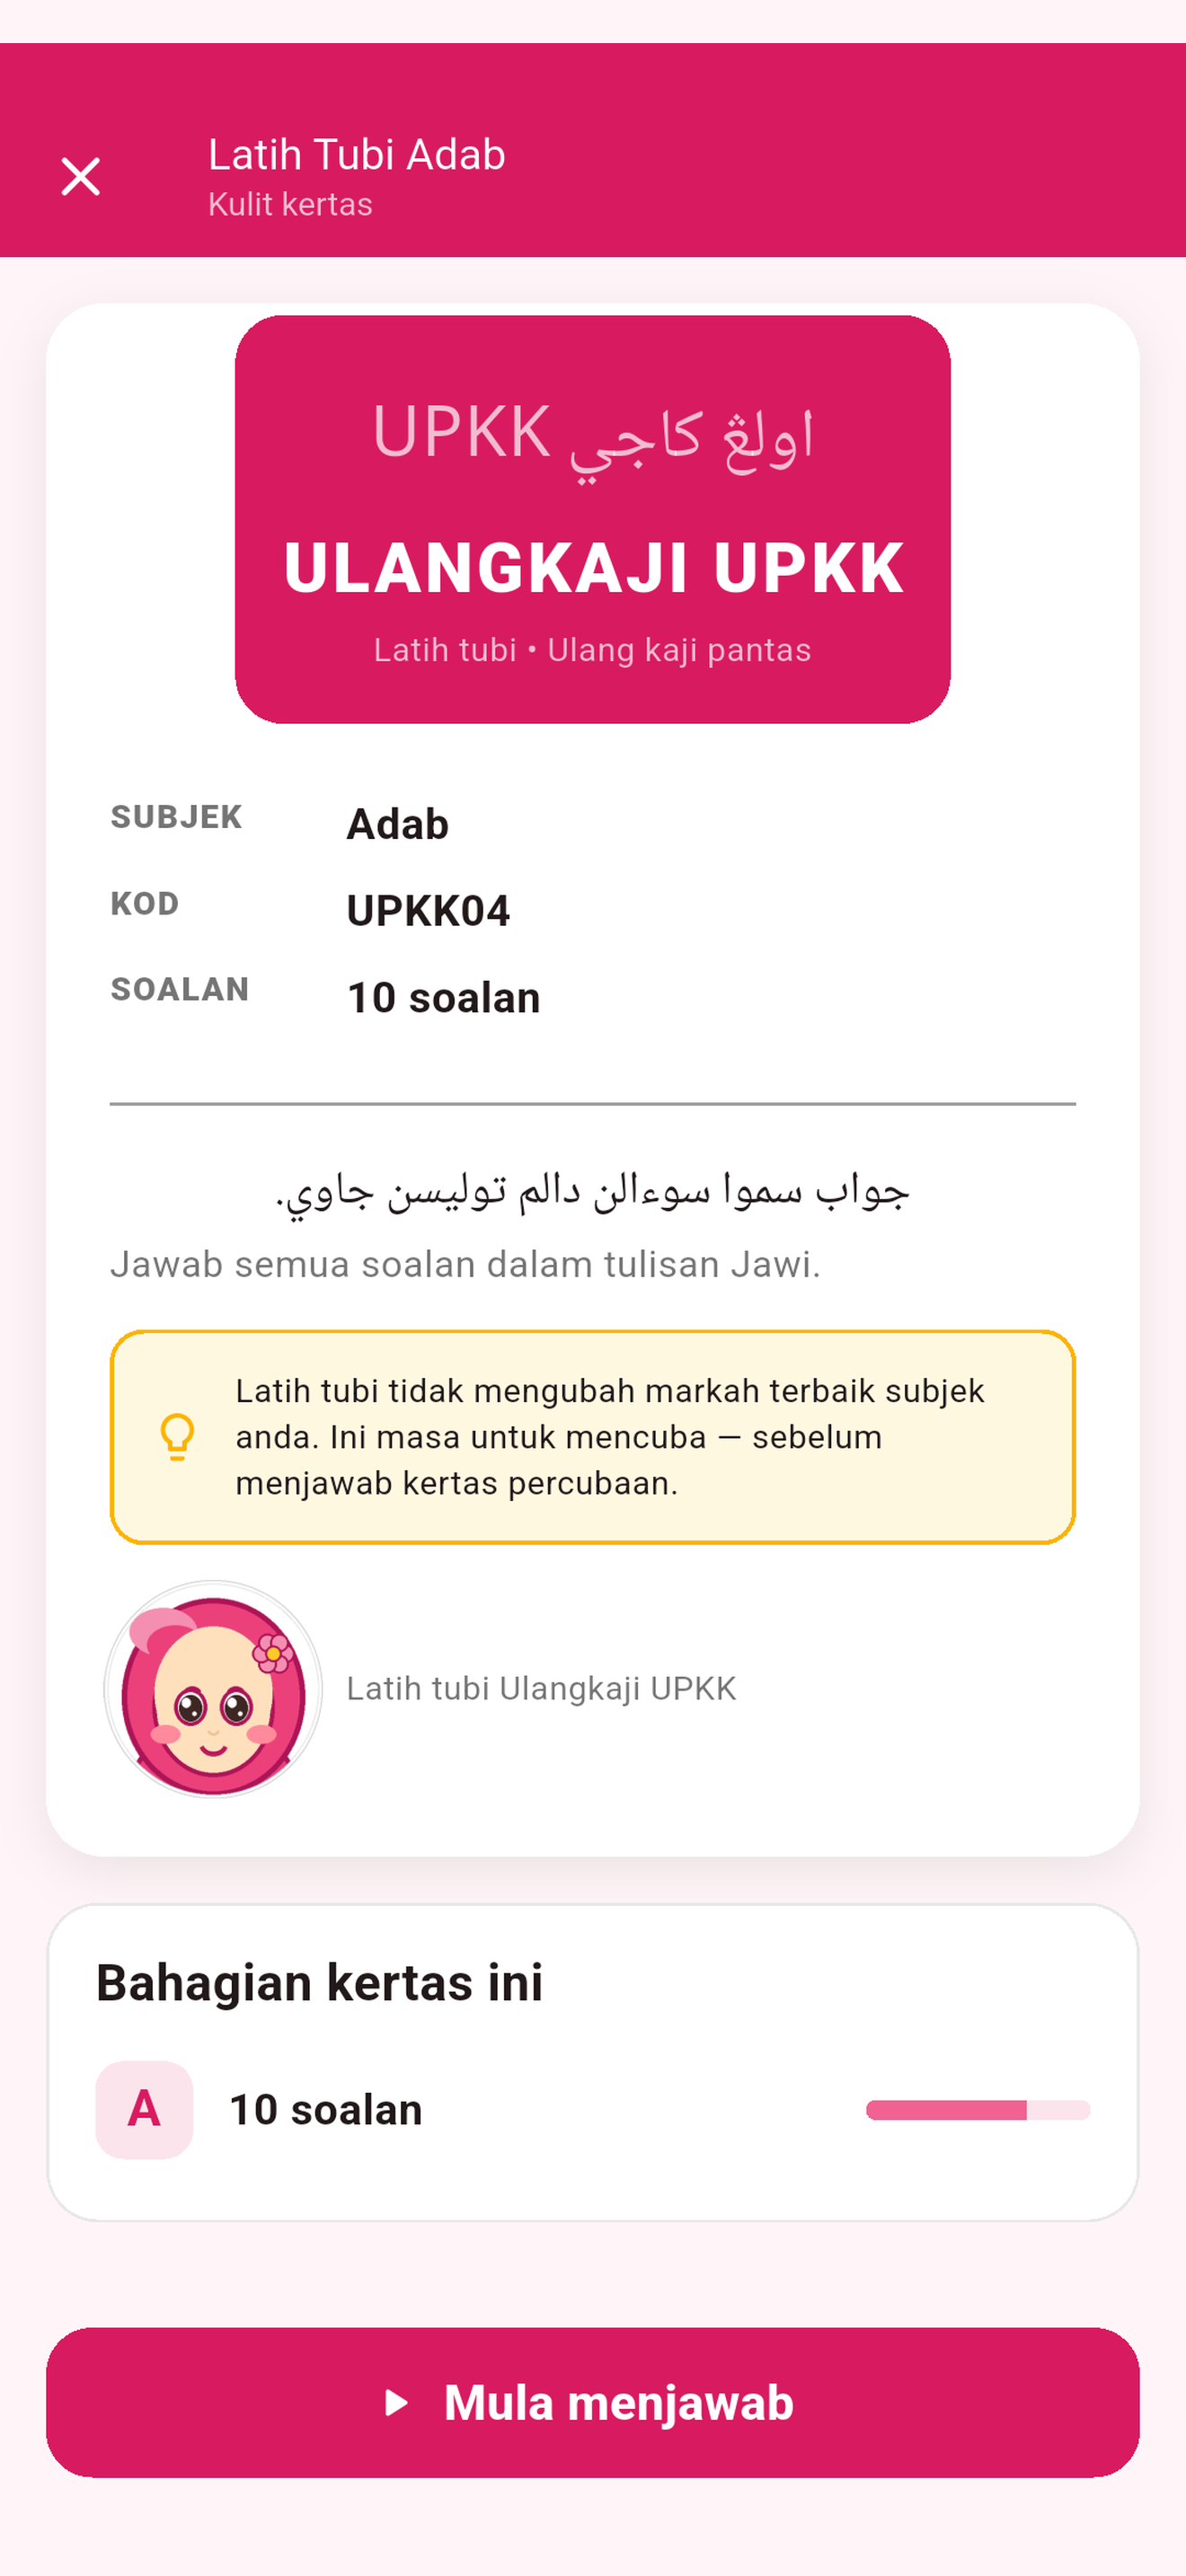 Latih Tubi Adab
Kulit kertas
اولڠ کاجي UPKK
ULANGKAJI UPKK
Latih tubi • Ulang kaji pantas
SUBJEK Adab
KOD UPKK04
SOALAN 10 soalan
جواب سموا سوءالن دالم توليسن جاوي.
Jawab semua soalan dalam tulisan Jawi.
Latih tubi tidak mengubah markah terbaik subjek
anda. Ini masa untuk mencuba — sebelum
menjawab kertas percubaan.
Latih tubi Ulangkaji UPKK
Bahagian kertas ini
A 10 soalan
Mula menjawab